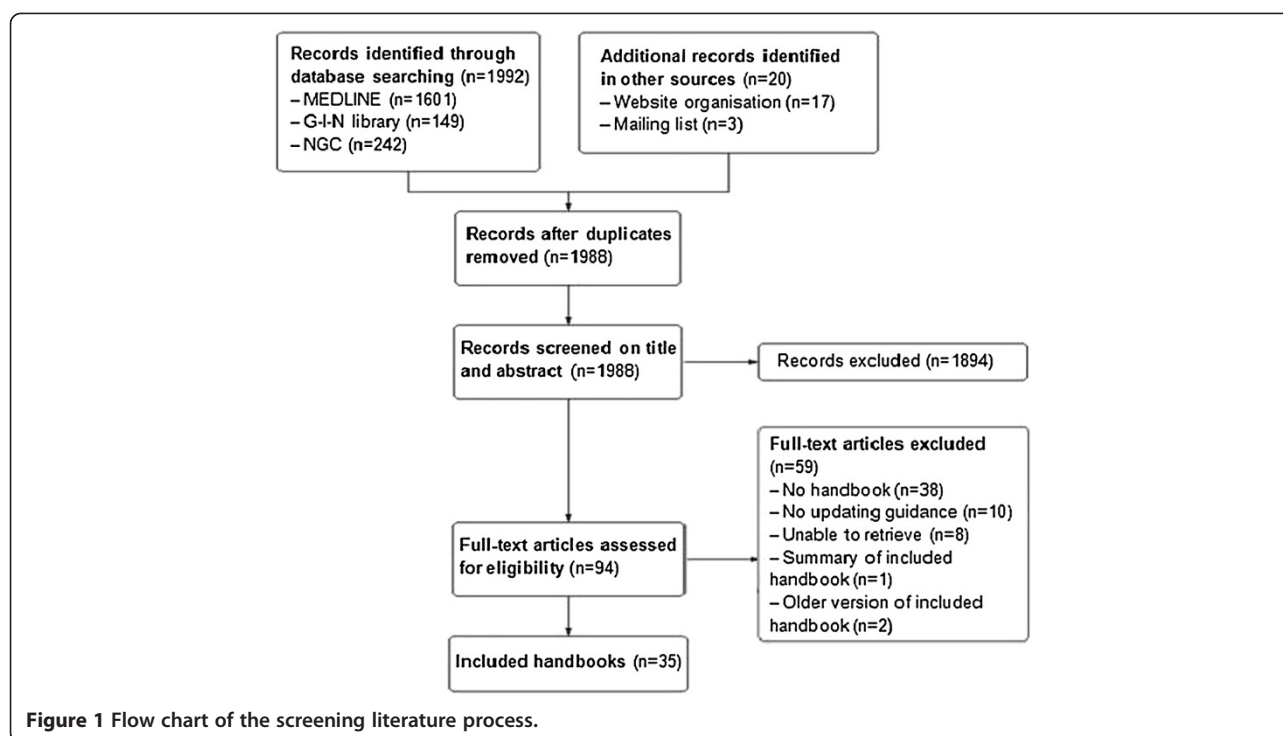 Records identified through
database searching (n=1992)
– MEDLINE (n=1601)
– G-I-N library (n=149)
– NGC (n=242)
Additional records identified
in other sources (n=20)
– Website organisation (n=17)
– Mailing list (n=3)
Records after duplicates
removed (n=1988)
Records screened on title
and abstract (n=1988)
Records excluded (n=1894)
Full-text articles excluded
(n=59)
– No handbook (n=38)
– No updating guidance (n=10)
– Unable to retrieve (n=8)
– Summary of included
handbook (n=1)
– Older version of included
handbook (n=2)
Full-text articles assessed
for eligibility (n=94)
Included handbooks (n=35)
Figure 1 Flow chart of the screening literature process.